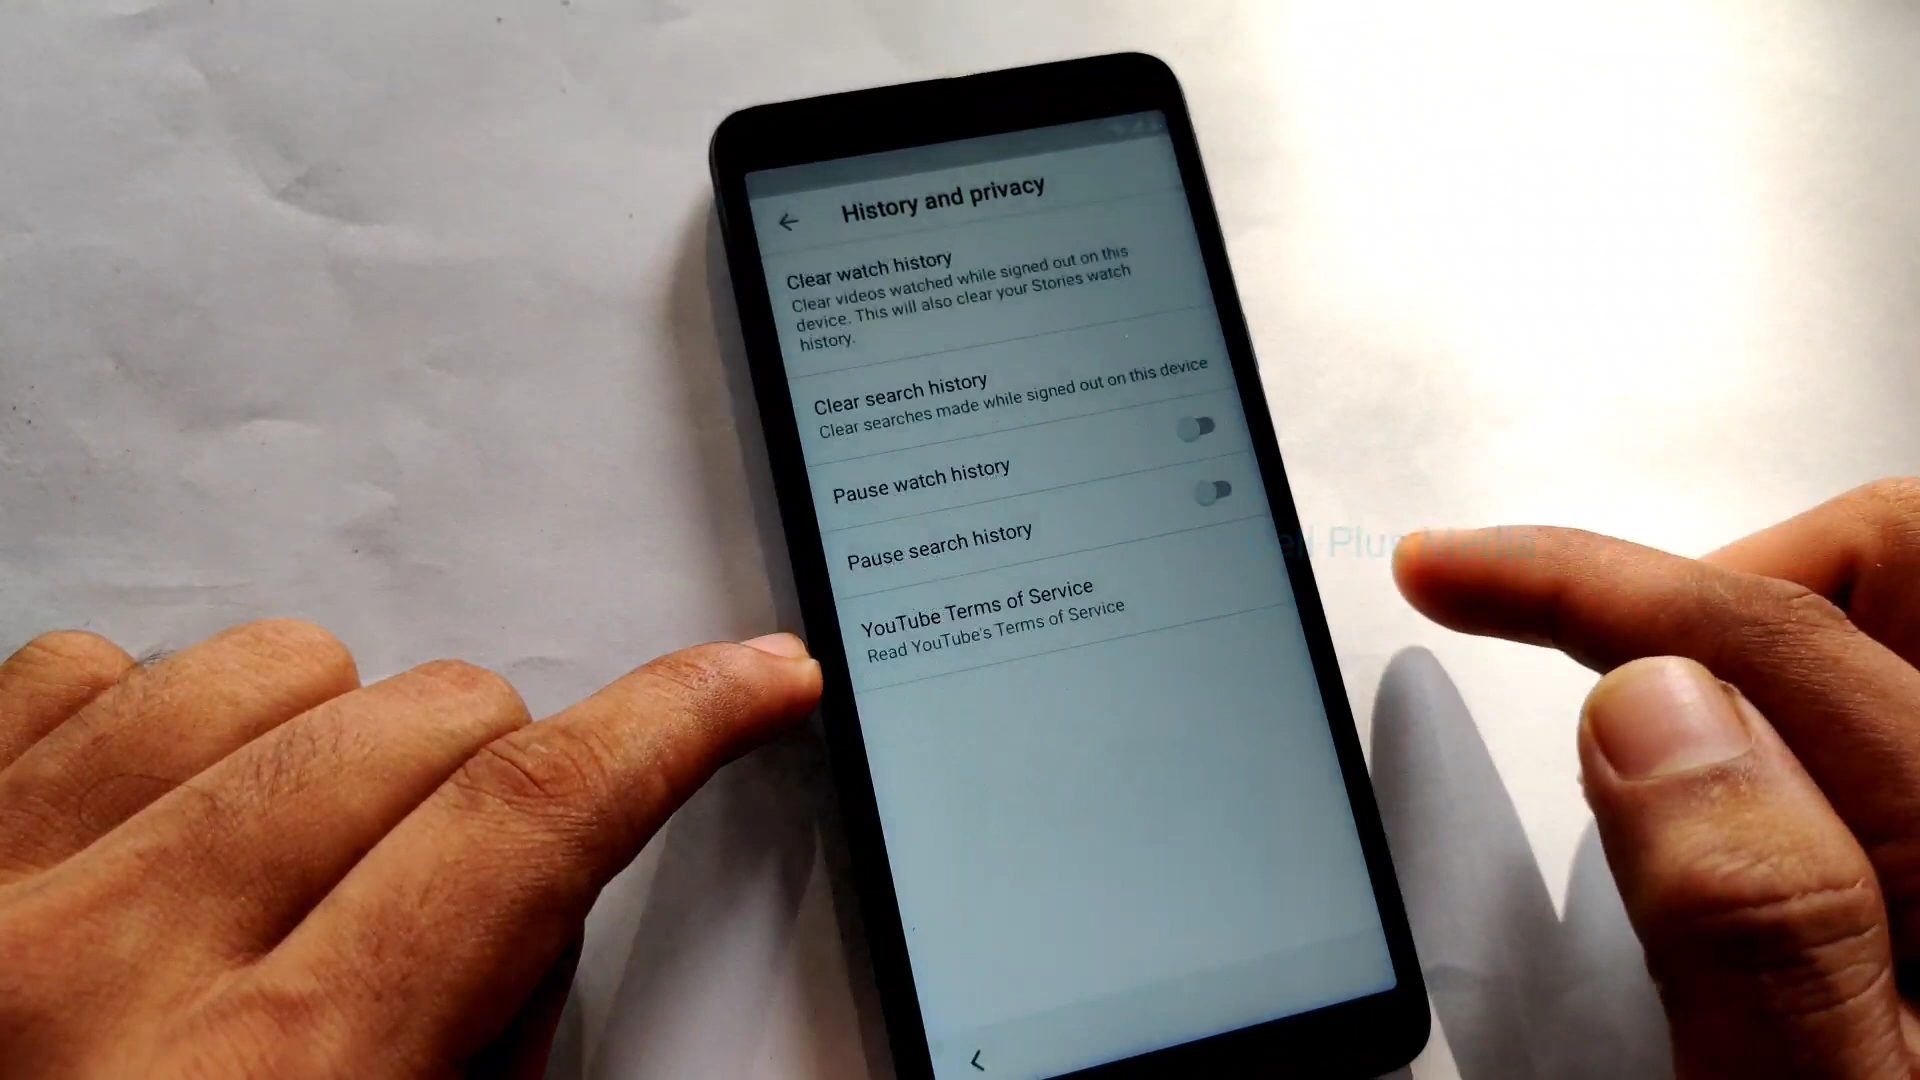 History and privacy
Clear watch history
Clear videos watched while signed out on this
device. This will also clear your Stories watch
history.
Clear search history
Clear searches made while signed out on this device
Pause watch history
Pause search history
YouTube Terms of Service
Read YouTube's Terms of Service
Plus Media